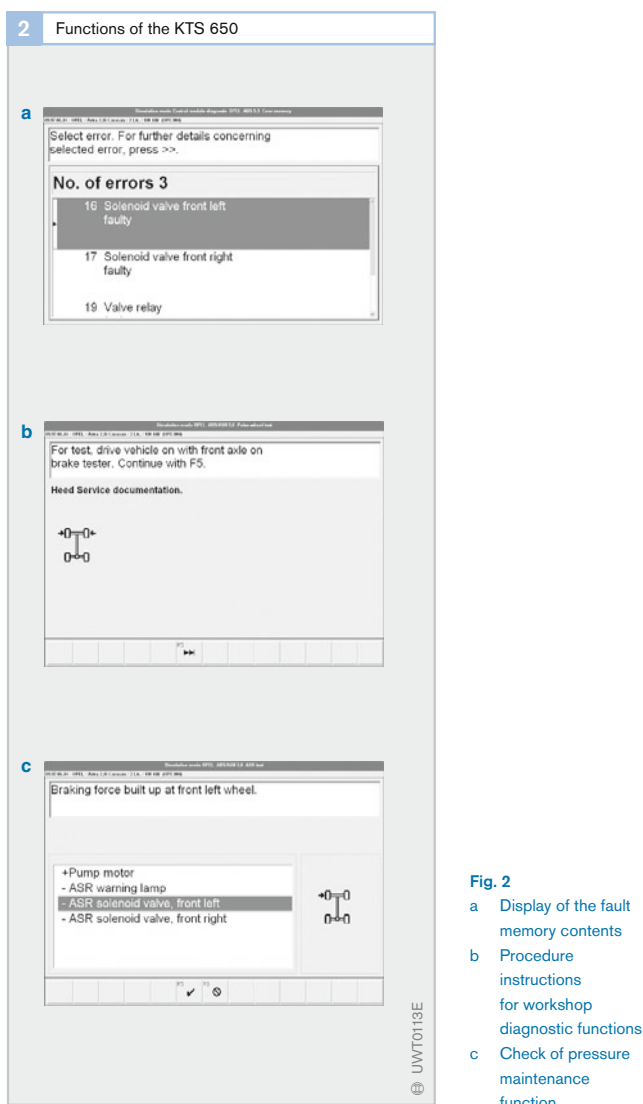 2 Functions of the KTS 650
a
Select error. For further details concerning
selected error, press >>.
No. of errors 3
16 Solenoid valve front left
faulty
17 Solenoid valve front right
faulty
19 Valve relay
b
For test, drive vehicle on with front axle on
brake tester. Continue with F5.
Heed Service documentation.
c
Braking force built up at front left wheel.
+Pump motor
- ASR warning lamp
- ASR solenoid valve, front left
- ASR solenoid valve, front right
UWT0113E
Fig. 2
a Display of the fault
memory contents
b Procedure
instructions
for workshop
diagnostic functions
c Check of pressure
maintenance
function